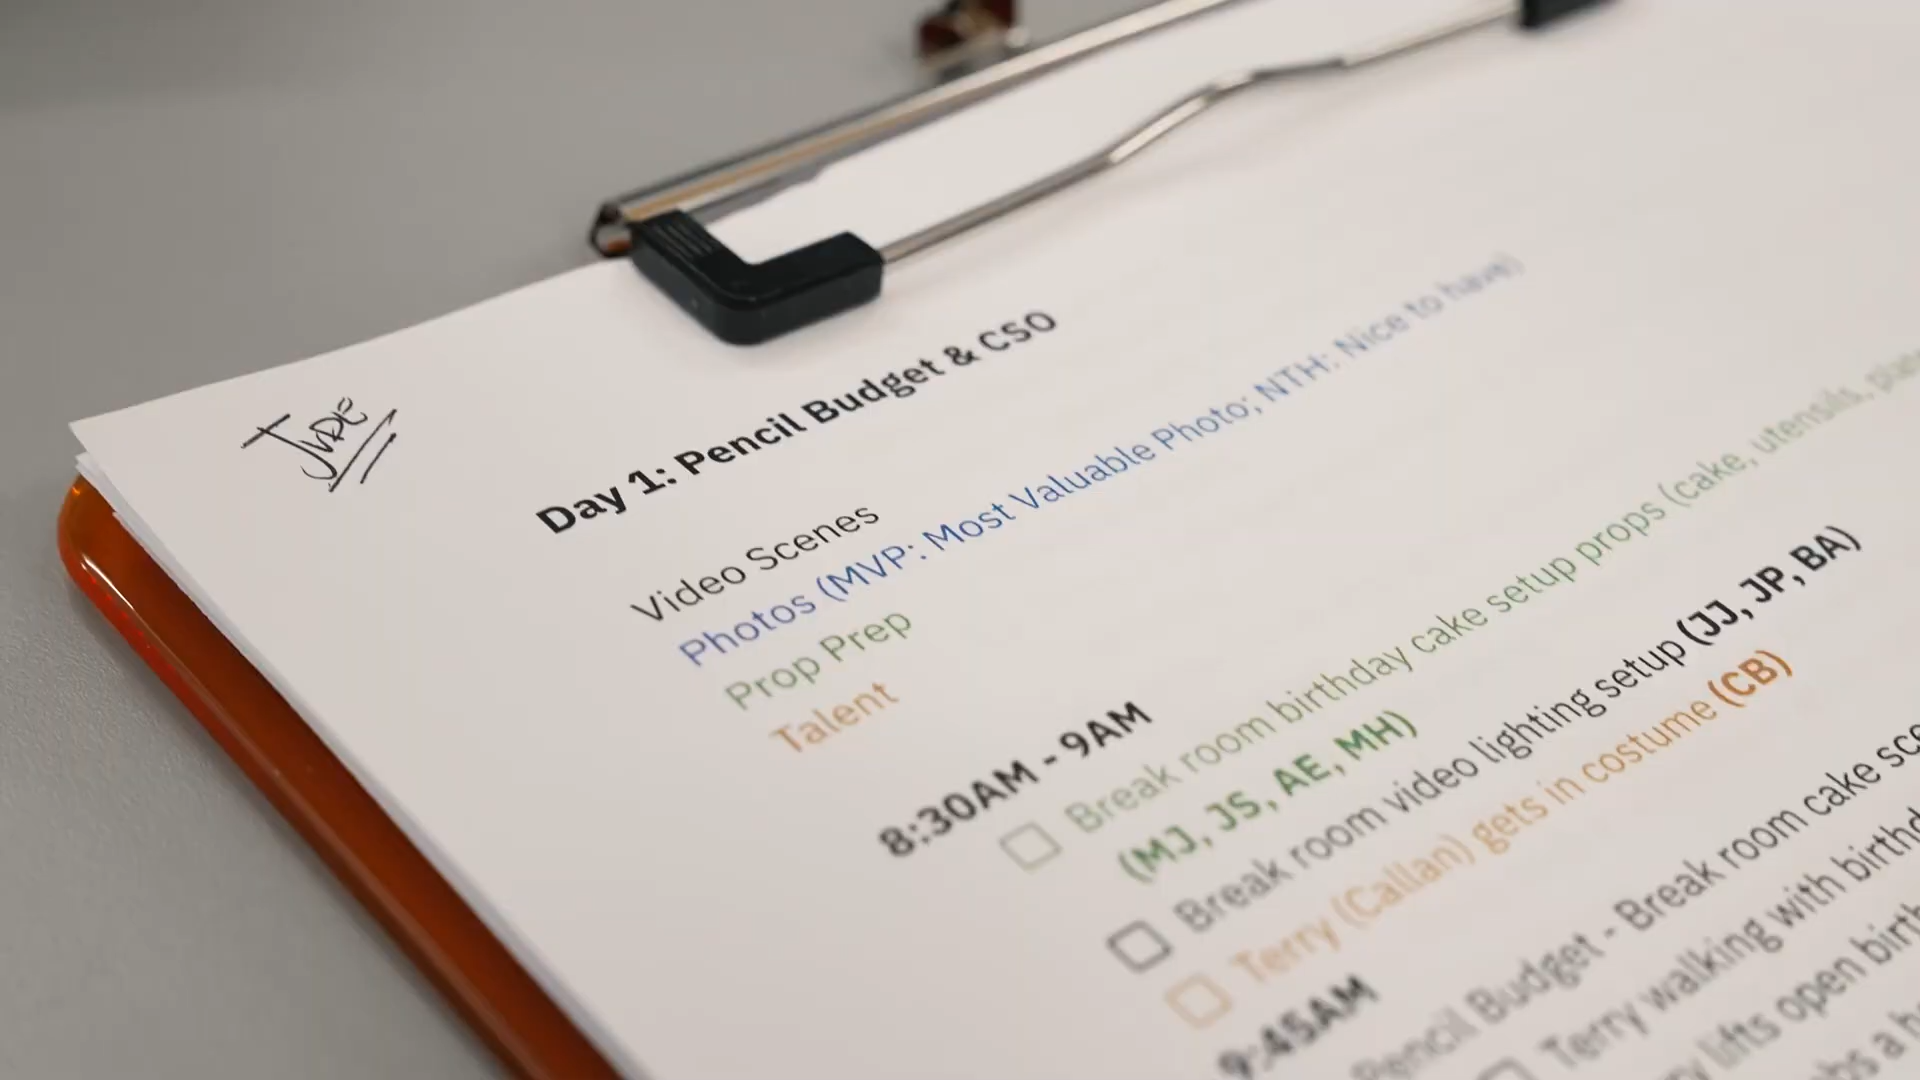 JUDE
Day 1: Pencil Budget & CSO
Video Scenes
Photos (MVP: Most Valuable Photo; NTH: Nice to have)
Prop Prep
Talent
8:30AM - 9AM
Break room birthday cake setup props (cake, utensils,
(MJ, JS, AE, MH)
Break room video lighting setup (JJ, JP, BA)
Terry (Callan) gets in costume (CB)
9:45AM
Pencil Budget - Break room cake
Terry walking with
lifts open
a